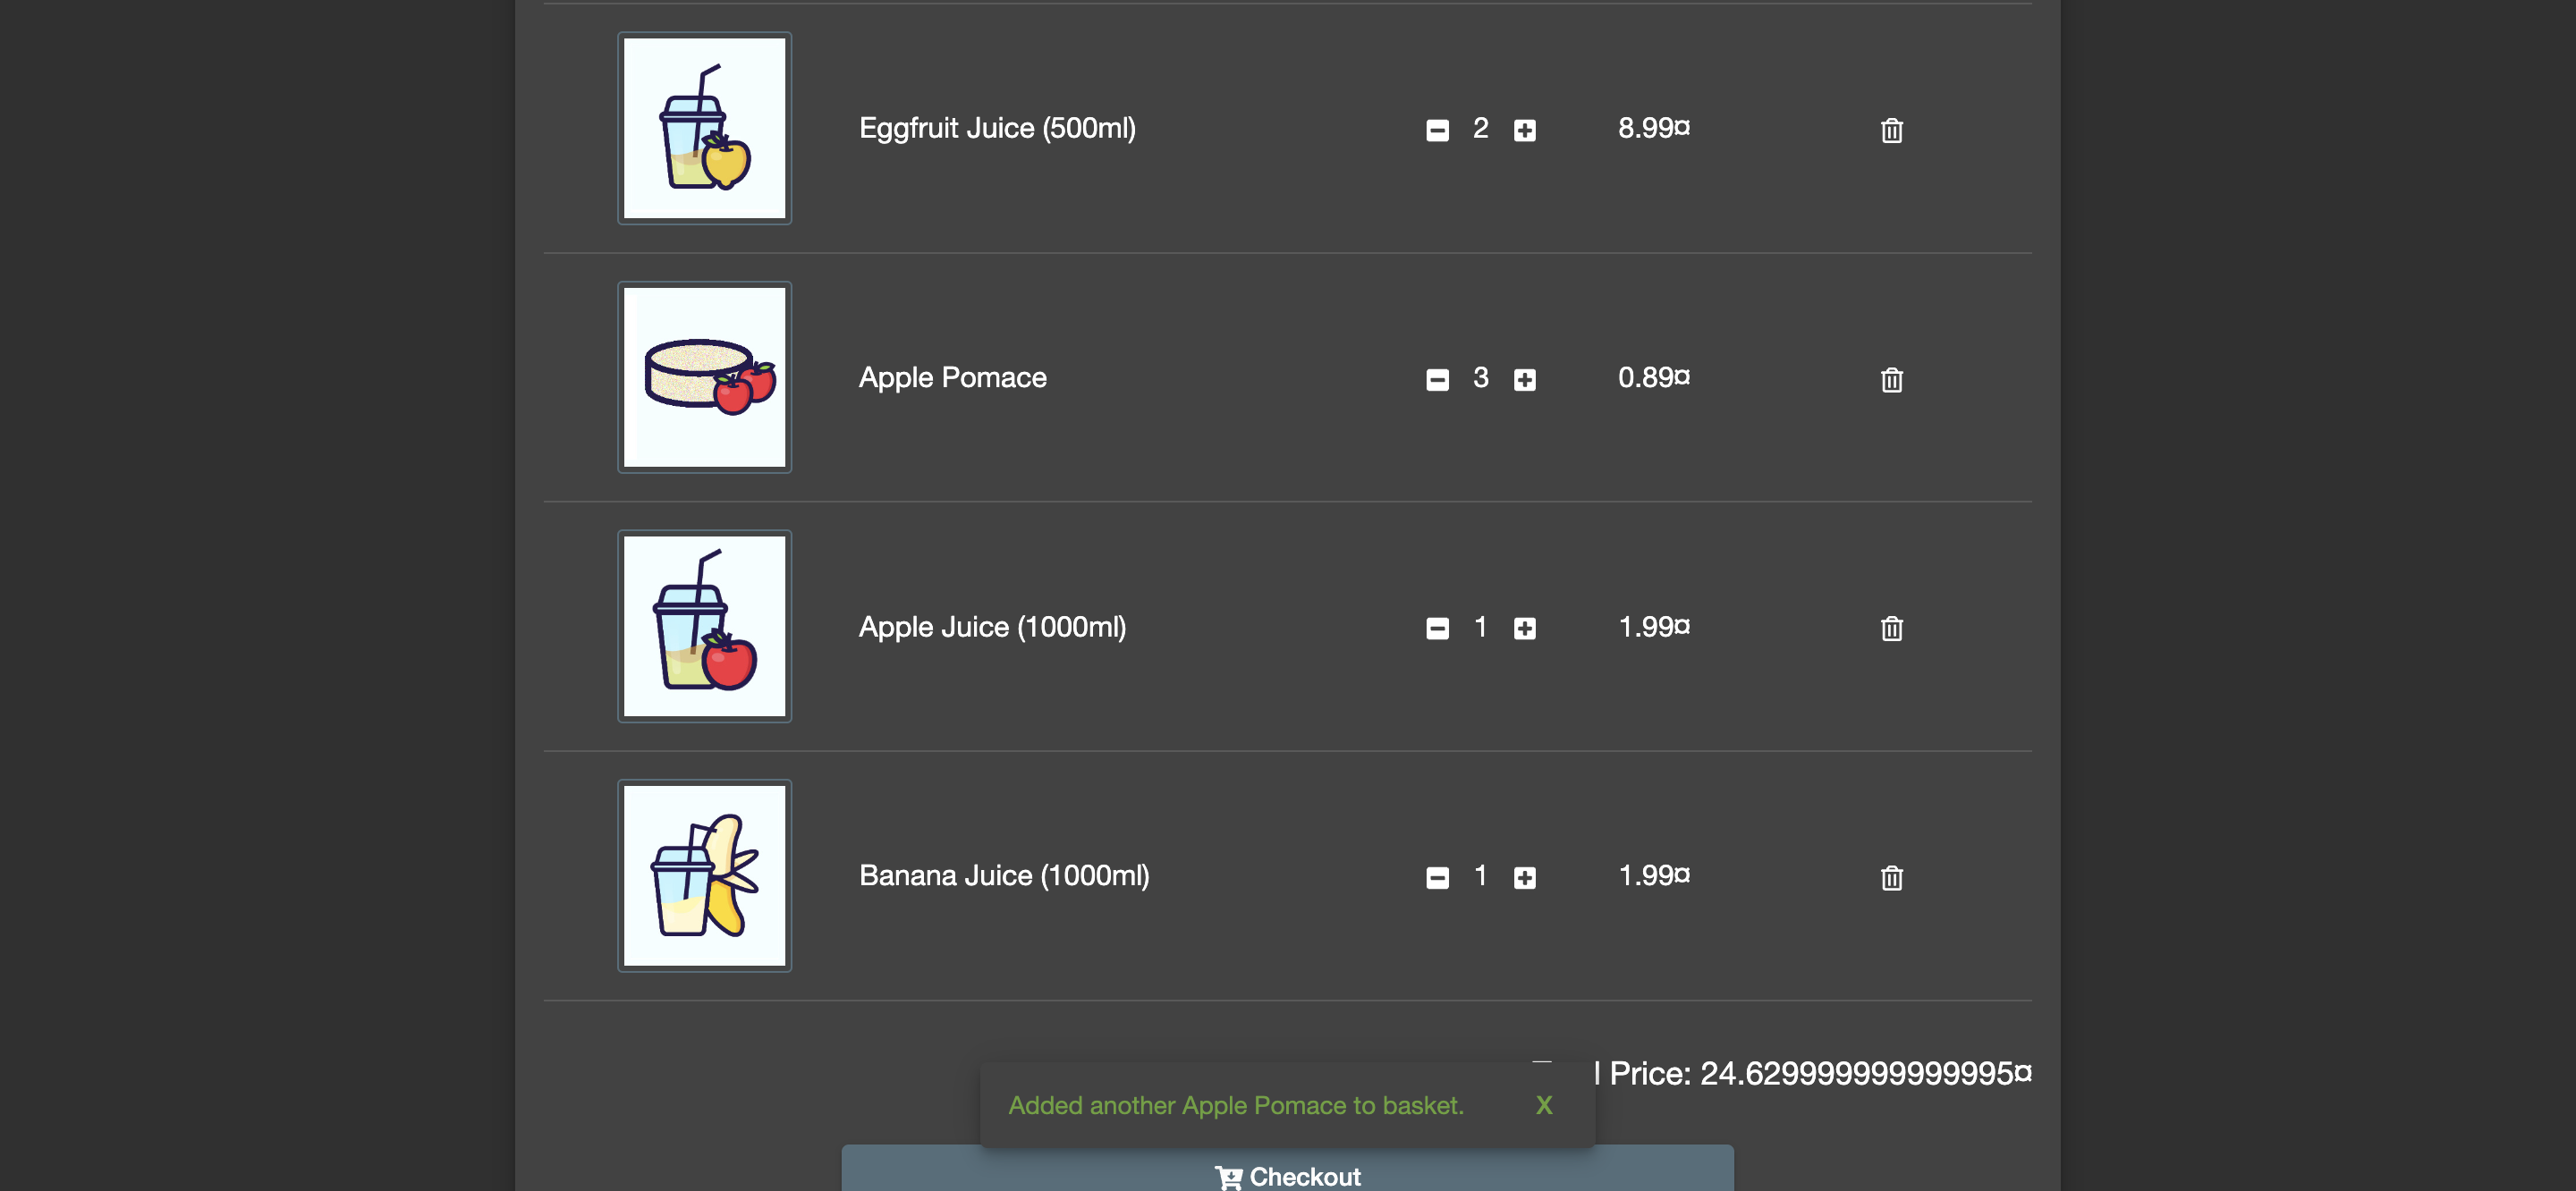 Eggfruit Juice (500ml) 2 8.99¤
Apple Pomace 3 0.89¤
Apple Juice (1000ml) 1 1.99¤
Banana Juice (1000ml) 1 1.99¤
l Price: 24.629999999999995¤
Added another Apple Pomace to basket. X
Checkout